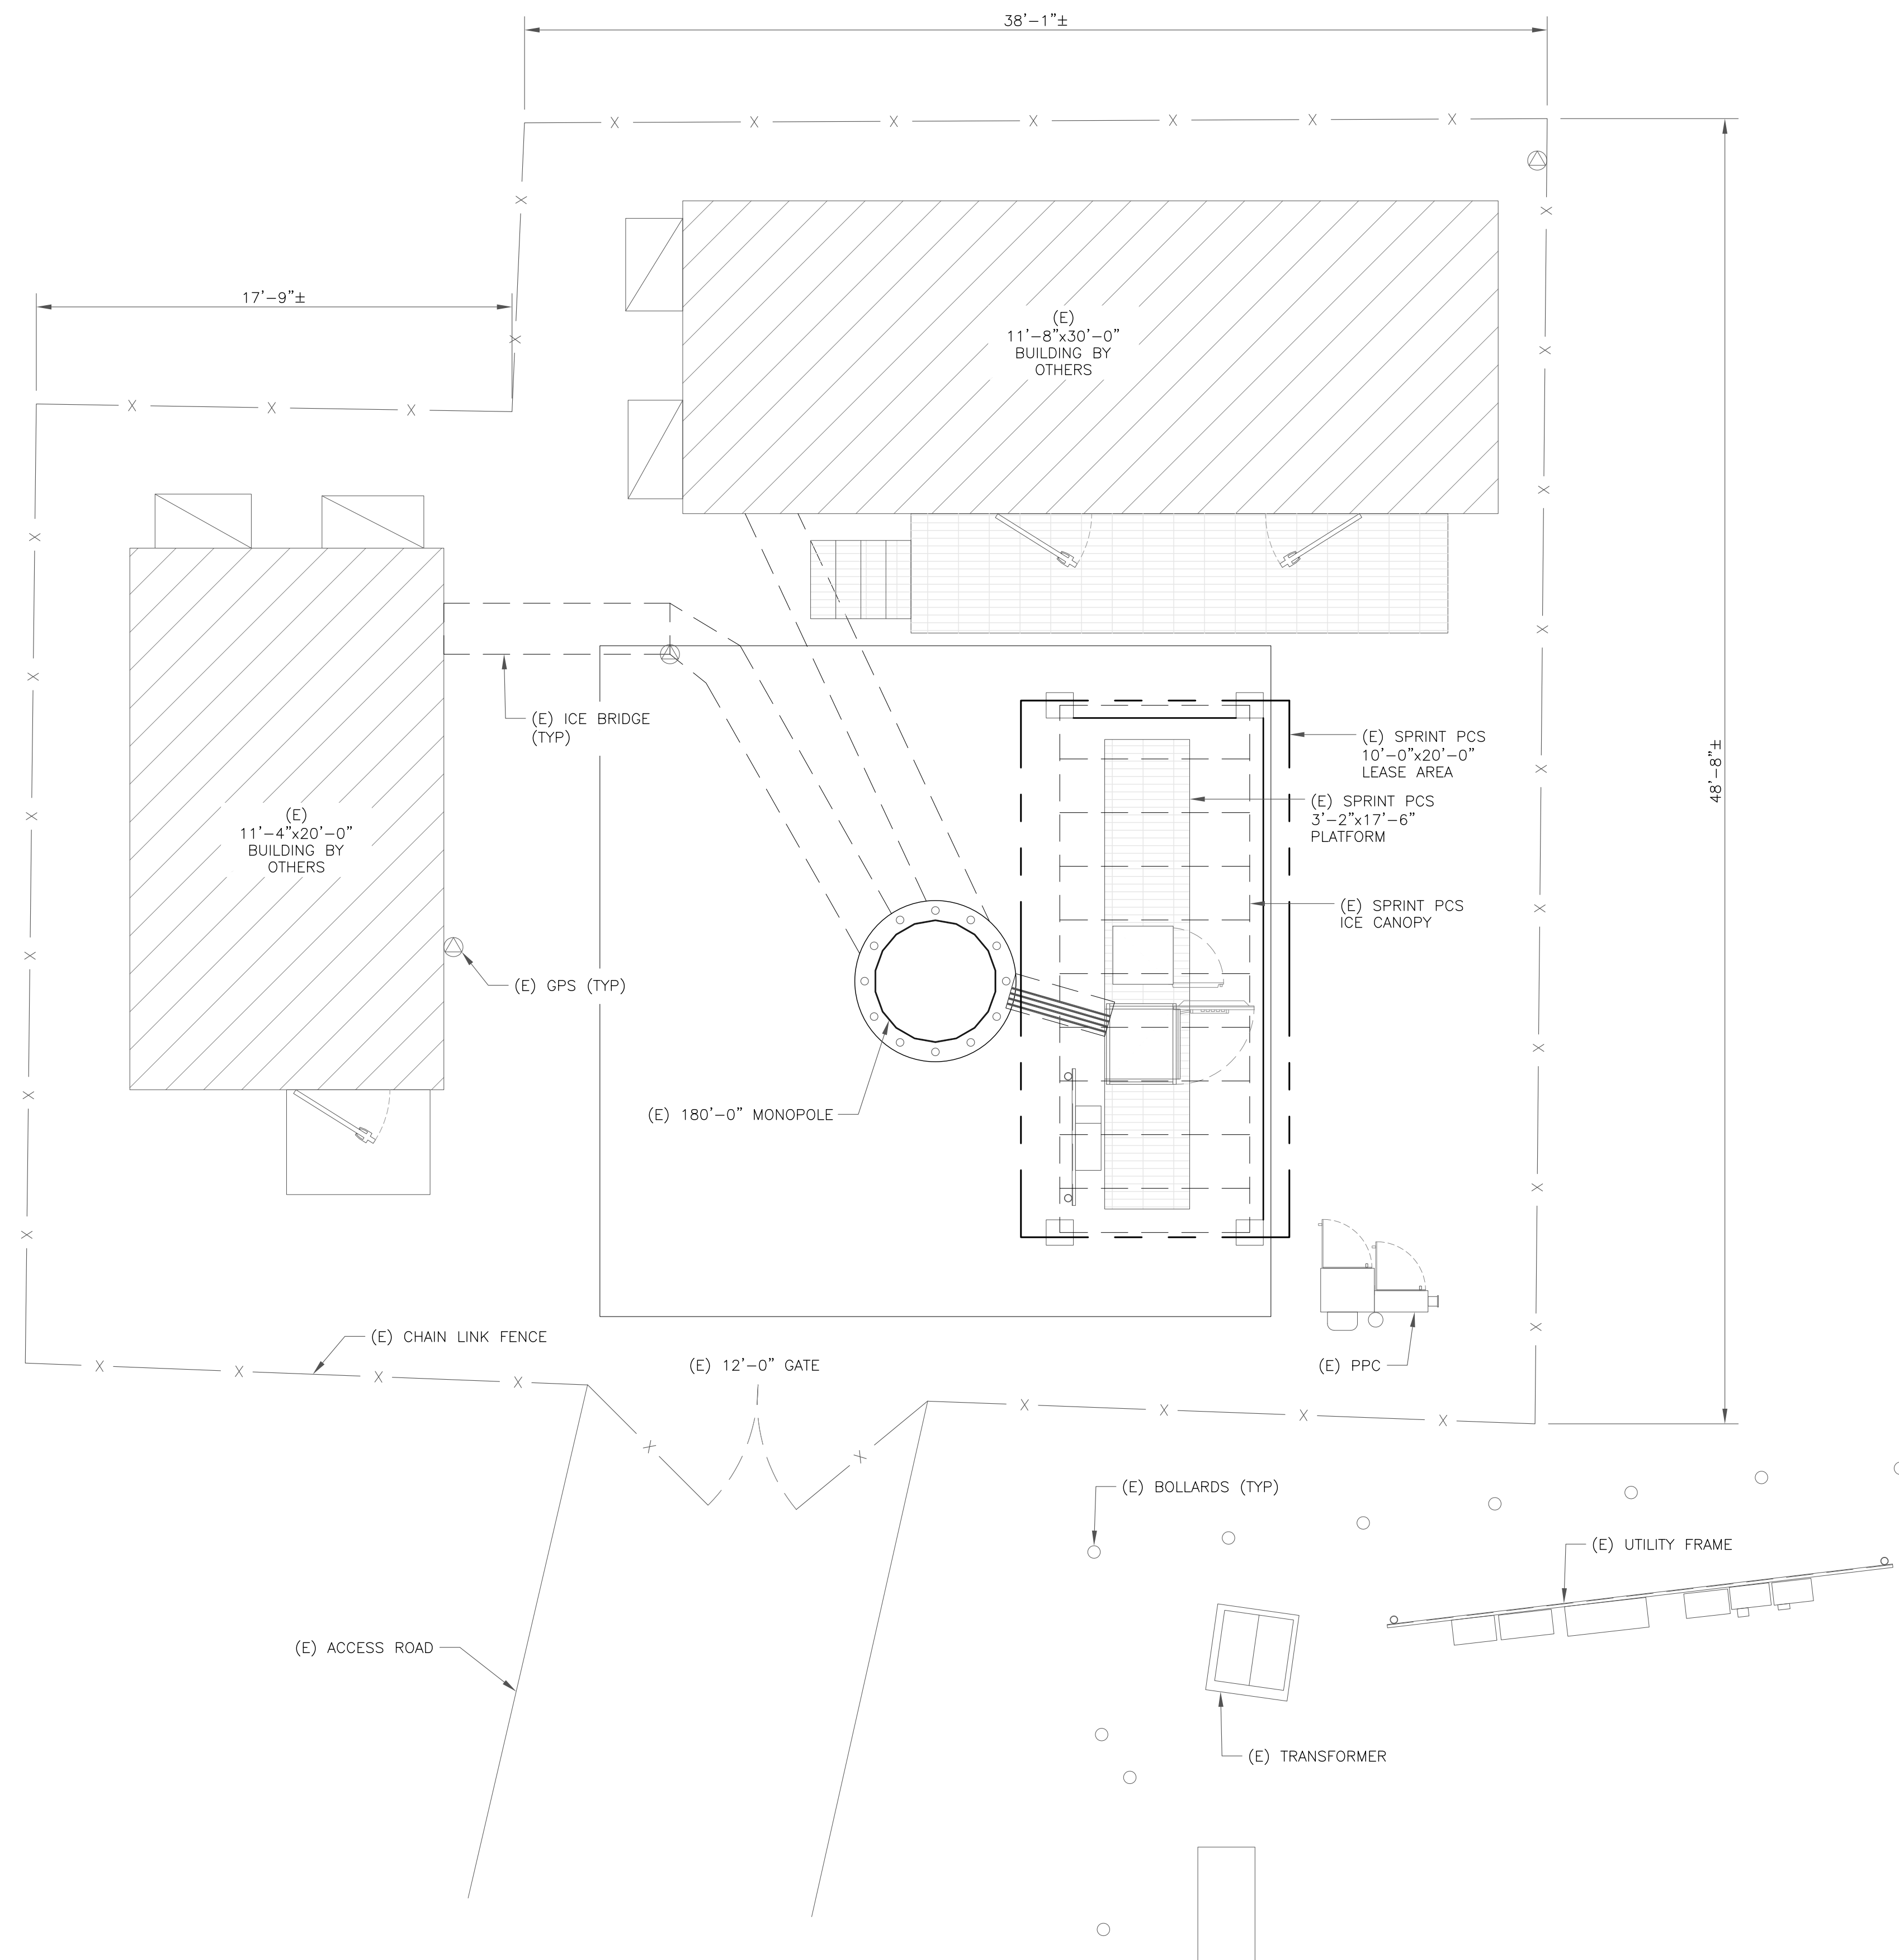 38'-1"±
17'-9"±
(E)
11'-8"x30'-0"
BUILDING BY
OTHERS
(E) ICE BRIDGE
(TYP)
(E) SPRINT PCS
10'-0"x20'-0"
LEASE AREA
48'-8"±
(E) SPRINT PCS
3'-2"x17'-6"
PLATFORM
(E)
11'-4"x20'-0"
BUILDING BY
OTHERS
(E) SPRINT PCS
ICE CANOPY
(E) GPS (TYP)
(E) 180'-0" MONOPOLE
(E) CHAIN LINK FENCE
(E) 12'-0" GATE
(E) PPC
(E) BOLLARDS (TYP)
(E) UTILITY FRAME
(E) ACCESS ROAD
(E) TRANSFORMER